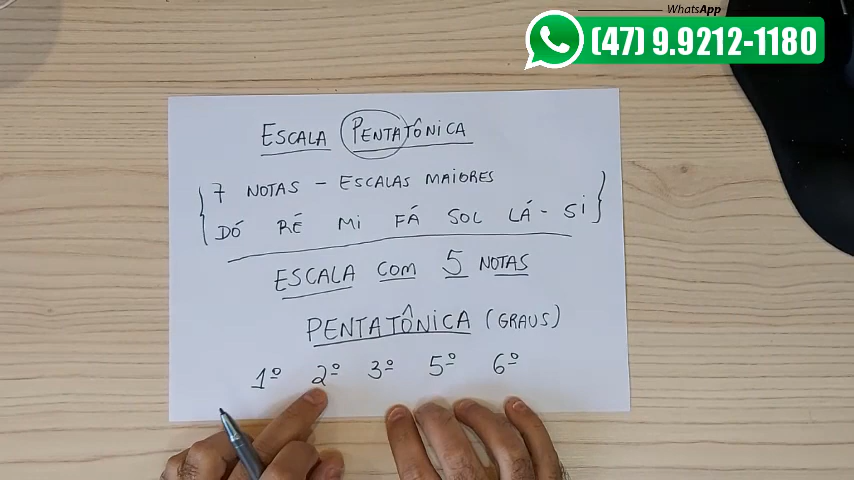 WhatsApp
(47) 9.9212-1180
ESCALA PENTATÔNICA
7 NOTAS - ESCALAS MAIORES
DÓ RÉ MI FÁ SOL LÁ - SI
ESCALA COM 5 NOTAS
PENTATÔNICA (GRAUS)
1º 2º 3º 5º 6º